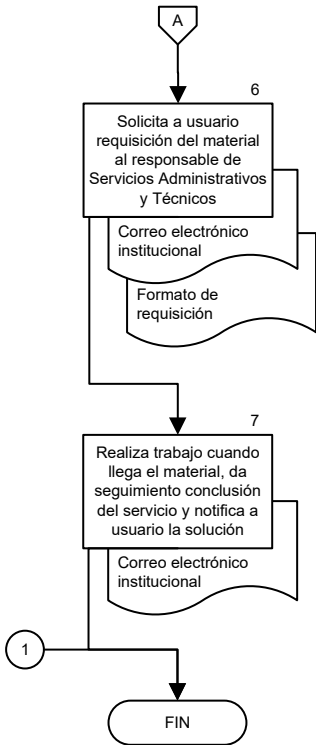 A
6
Solicita a usuario
requisición del material
al responsable de
Servicios Administrativos
y Técnicos
Correo electrónico
institucional
Formato de
requisición
7
Realiza trabajo cuando
llega el material, da
seguimiento conclusión
del servicio y notifica a
usuario la solución
Correo electrónico
institucional
1
FIN